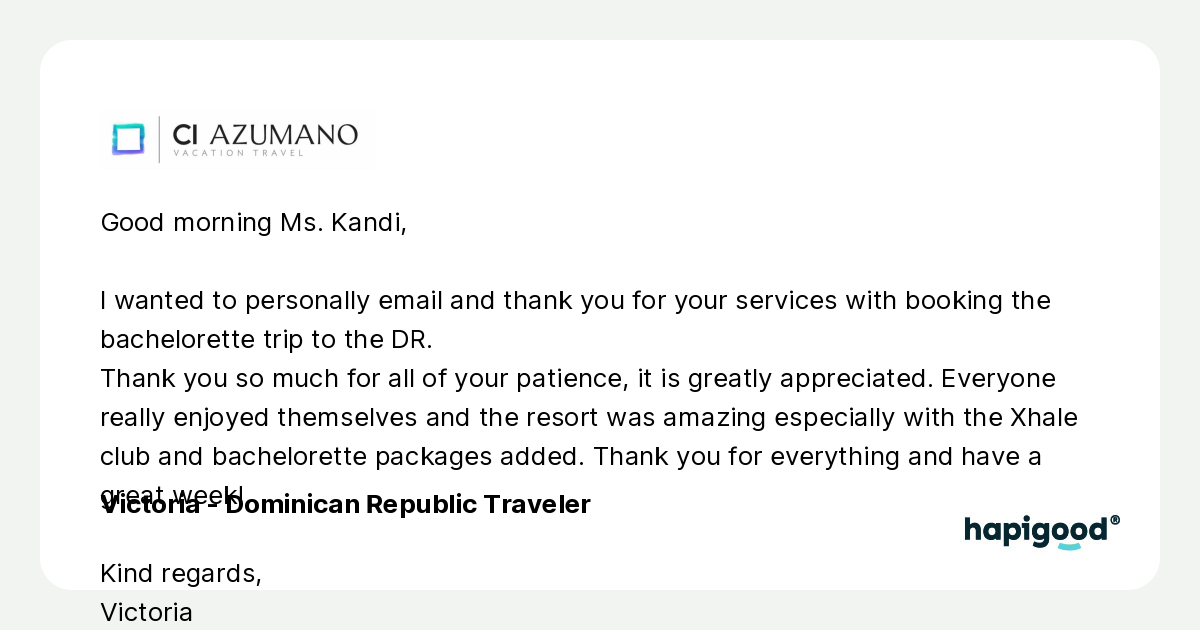 CI AZUMANO
VACATION TRAVEL
Good morning Ms. Kandi,
I wanted to personally email and thank you for your services with booking the
bachelorette trip to the DR.
Thank you so much for all of your patience, it is greatly appreciated. Everyone
really enjoyed themselves and the resort was amazing especially with the Xhale
club and bachelorette packages added. Thank you for everything and have a
great week!
Victoria - Dominican Republic Traveler
hapigood®
Kind regards,
Victoria